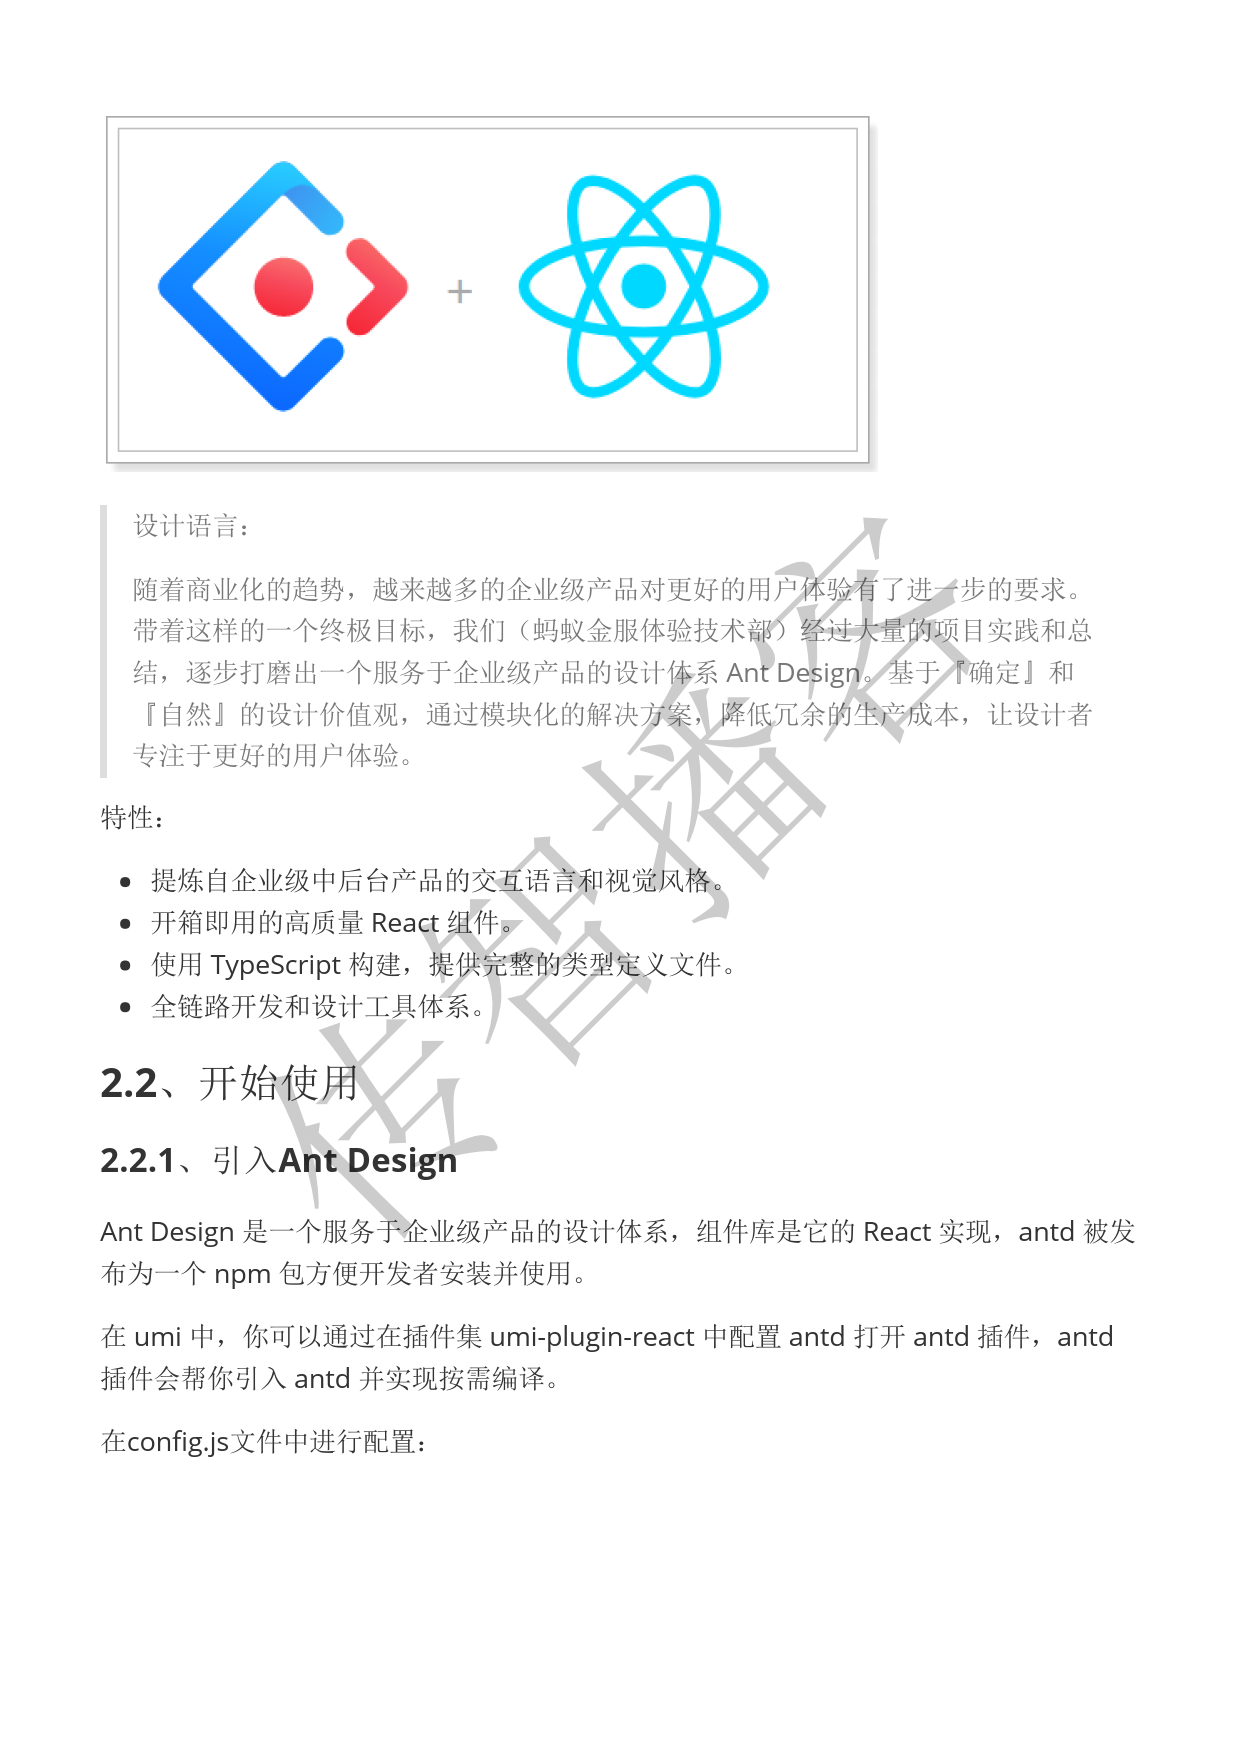 +
设计语言：
随着商业化的趋势，越来越多的企业级产品对更好的用户体验有了进一步的要求。
带着这样的一个终极目标，我们（蚂蚁金服体验技术部）经过大量的项目实践和总
结，逐步打磨出一个服务于企业级产品的设计体系 Ant Design。基于『确定』和
『自然』的设计价值观，通过模块化的解决方案，降低冗余的生产成本，让设计者
专注于更好的用户体验。
特性：
• 提炼自企业级中后台产品的交互语言和视觉风格。
• 开箱即用的高质量 React 组件。
• 使用 TypeScript 构建，提供完整的类型定义文件。
• 全链路开发和设计工具体系。
2.2、开始使用
2.2.1、引入Ant Design
Ant Design 是一个服务于企业级产品的设计体系，组件库是它的 React 实现，antd 被发
布为一个 npm 包方便开发者安装并使用。
在 umi 中，你可以通过在插件集 umi-plugin-react 中配置 antd 打开 antd 插件，antd
插件会帮你引入 antd 并实现按需编译。
在config.js文件中进行配置：
传智播客